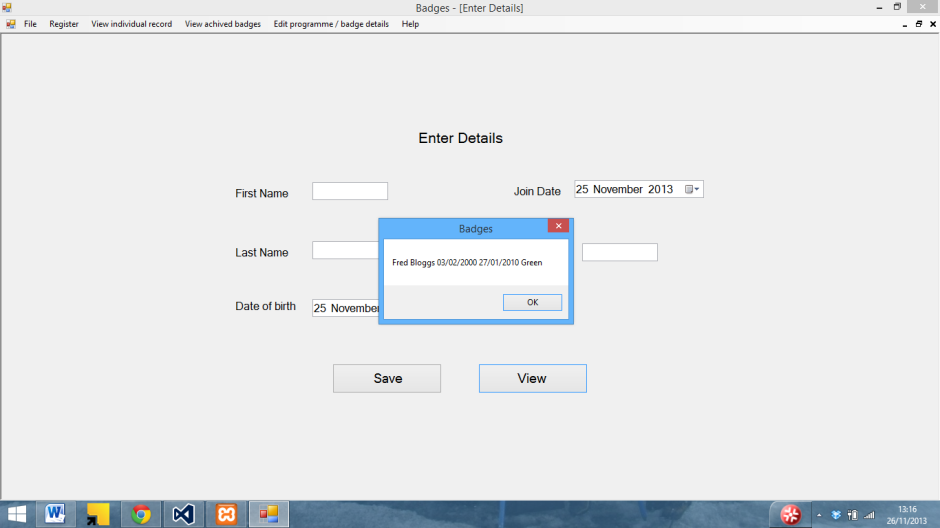 Badges - [Enter Details]
File Register View individual record View achived badges Edit programme / badge details Help
Enter Details
First Name
Join Date 25 November 2013
Badges
Last Name
Fred Bloggs 03/02/2000 27/01/2010 Green
OK
Date of birth 25 November
Save View
13:16
26/11/2013